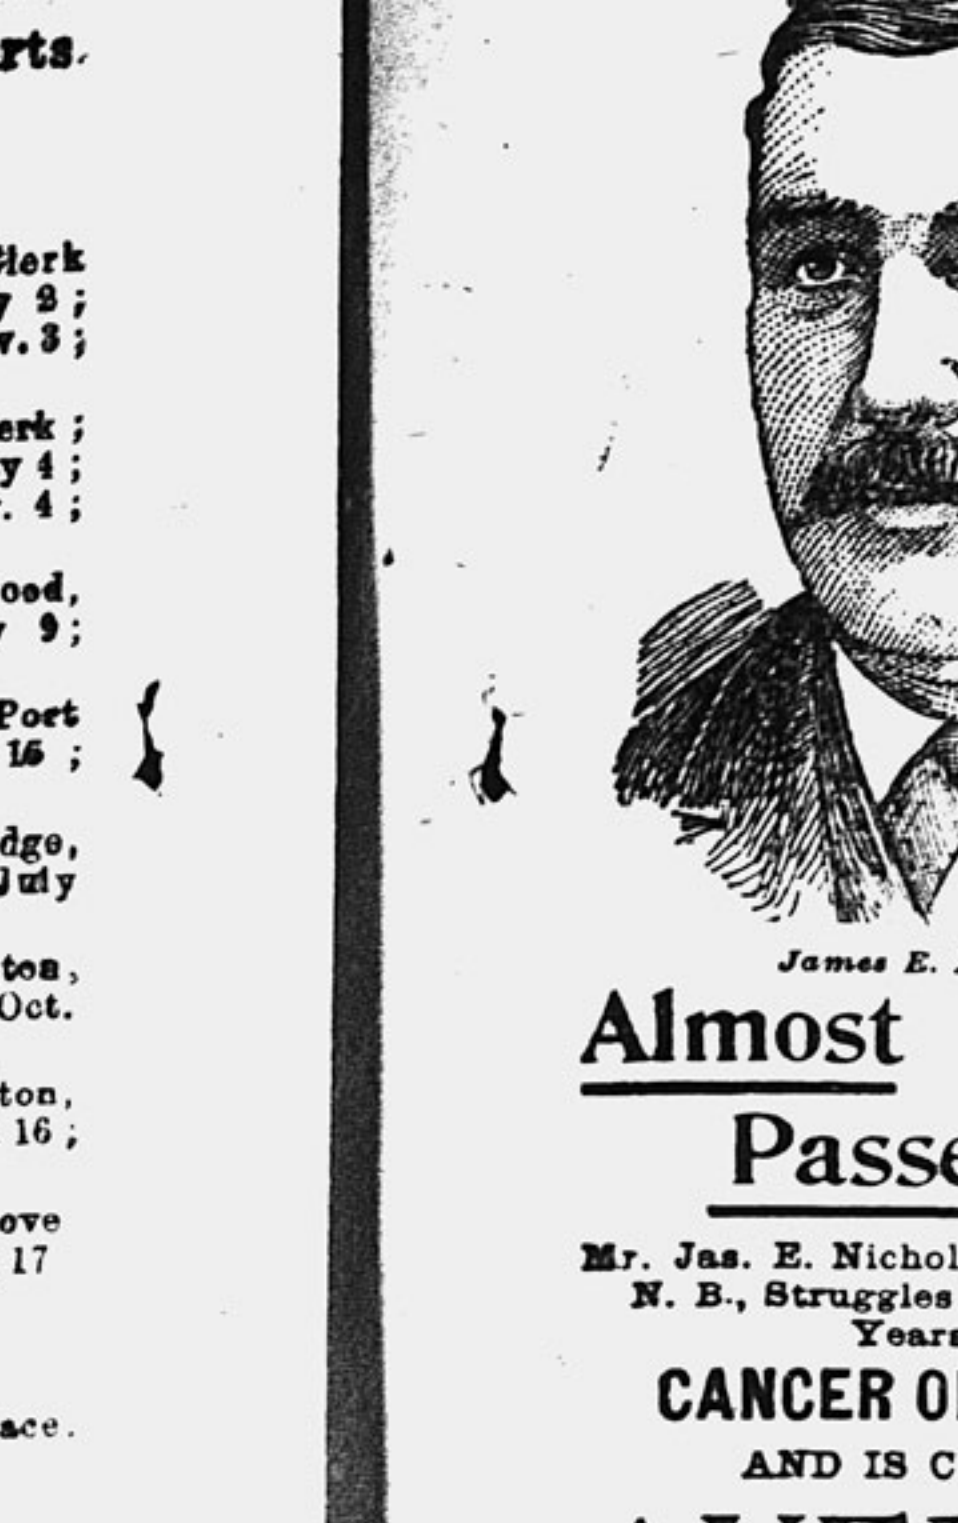 rts.
Clerk
y 2 ;
v. 3 ;
erk ;
y 4 ;
. 4 ;
ood,
y 9 ;
Port
15 ;
dge,
July
ton,
Oct.
ton,
16 ;
ove
17
ace.
James E.
Almost
Passe
Mr. Jas. E. Nichol
N. B., Struggles
Years
CANCER O
AND IS C